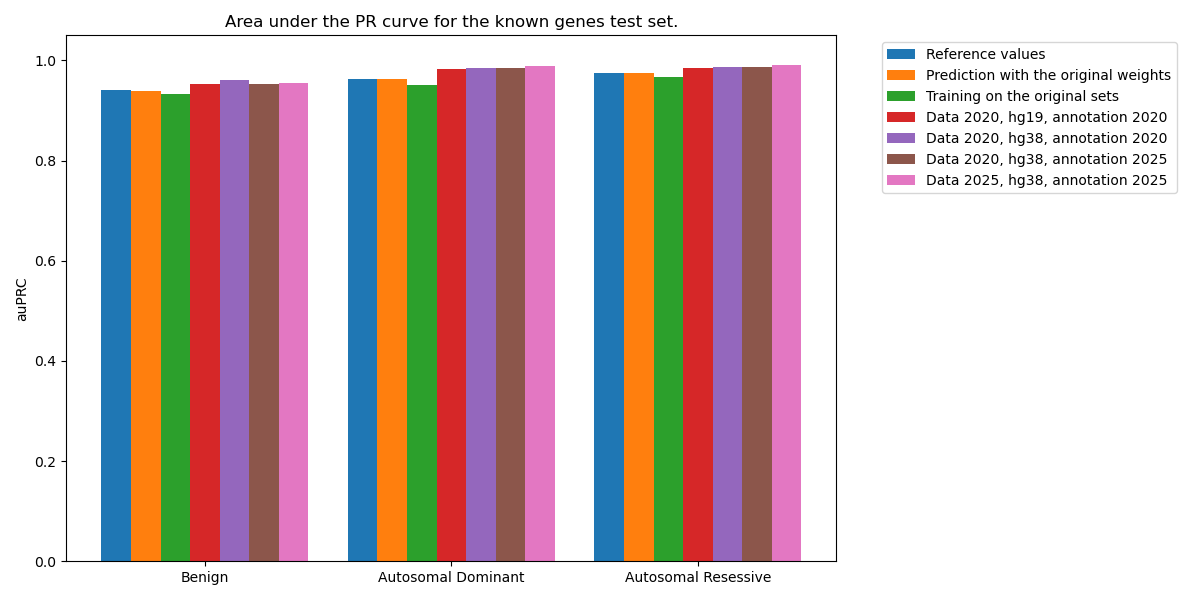 Area under the PR curve for the known genes test set.
1.0
0.8
0.6
0.4
0.2
0.0
auPRC
Benign
Autosomal Dominant
Autosomal Resessive
Reference values
Prediction with the original weights
Training on the original sets
Data 2020, hg19, annotation 2020
Data 2020, hg38, annotation 2020
Data 2020, hg38, annotation 2025
Data 2025, hg38, annotation 2025